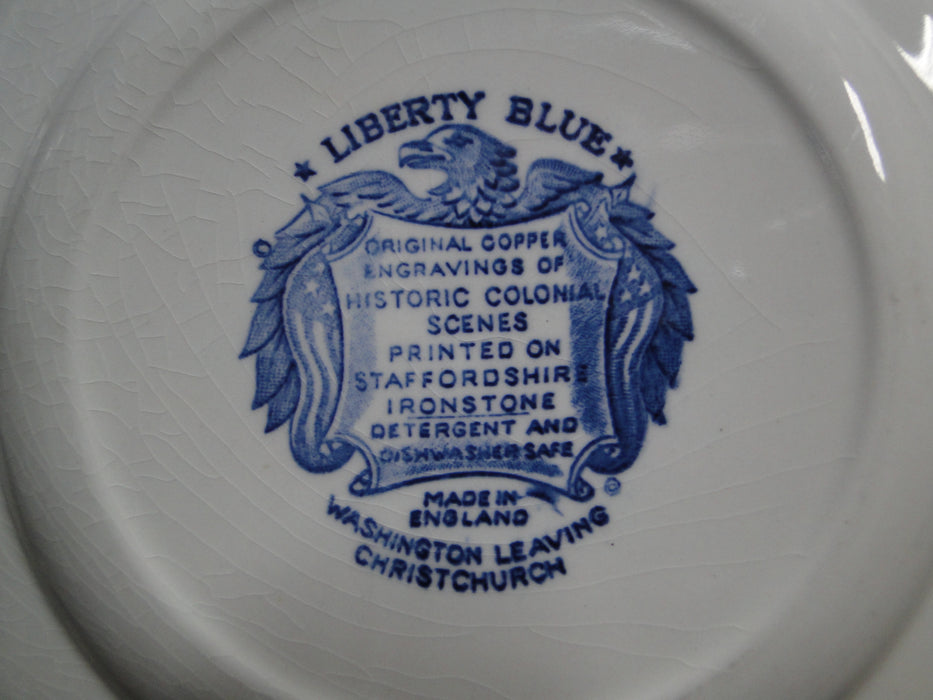 ★ LIBERTY BLUE ★
ORIGINAL COPPER
ENGRAVINGS OF
HISTORIC COLONIAL
SCENES
PRINTED ON
STAFFORDSHIRE
IRONSTONE
DETERGENT AND
DISHWASHER SAFE
©
MADE IN
ENGLAND
WASHINGTON LEAVING
CHRISTCHURCH